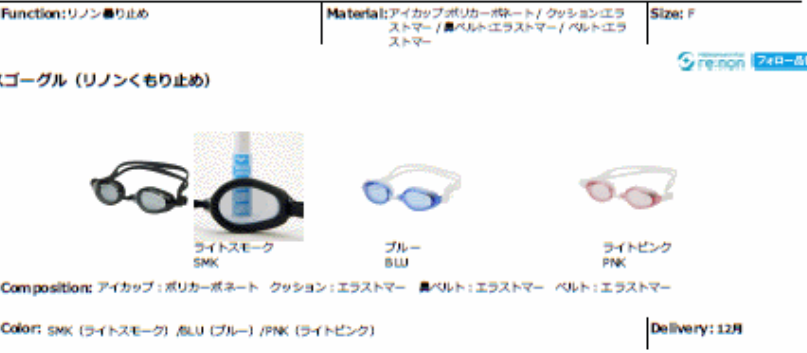 Function:リノン曇り止め
Material:アイカップ:ポリカーボネート/ クッション:エラ
ストマー /鼻ベルト:エラストマー/ ベルト:エラ
ストマー
Size: F
re:non フォロー品
スゴーグル（リノンくもり止め）
ライトスモーク
SMK
ブルー
BLU
ライトピンク
PNK
Composition: アイカップ：ポリカーボネート クッション：エラストマー 鼻ベルト：エラストマー ベルト：エラストマー
Color: SMK（ライトスモーク）/BLU（ブルー）/PNK（ライトピンク）
Delivery: 12月